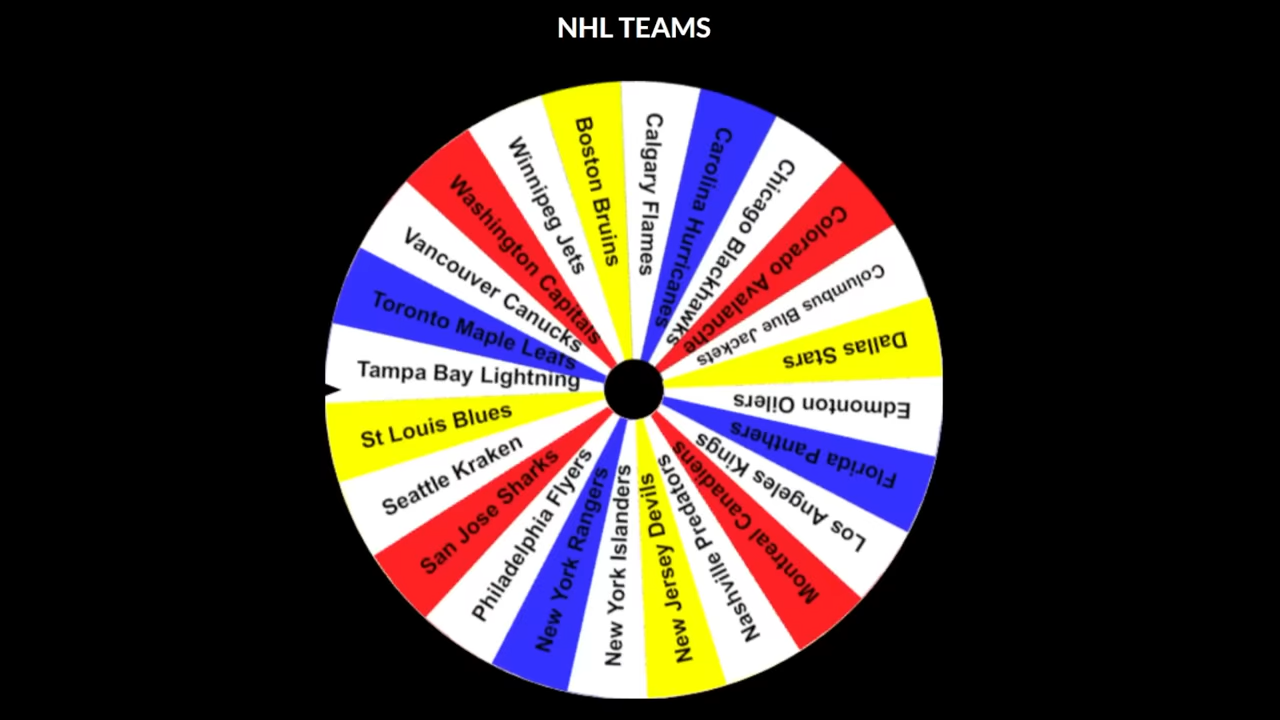 NHL TEAMS
Boston Bruins
Calgary Flames
Carolina Hurricanes
Chicago Blackhawks
Colorado Avalanche
Columbus Blue Jackets
Dallas Stars
Edmonton Oilers
Florida Panthers
Los Angeles Kings
Montreal Canadiens
Nashville Predators
New Jersey Devils
New York Islanders
New York Rangers
Philadelphia Flyers
San Jose Sharks
Seattle Kraken
St Louis Blues
Tampa Bay Lightning
Toronto Maple Leafs
Vancouver Canucks
Washington Capitals
Winnipeg Jets